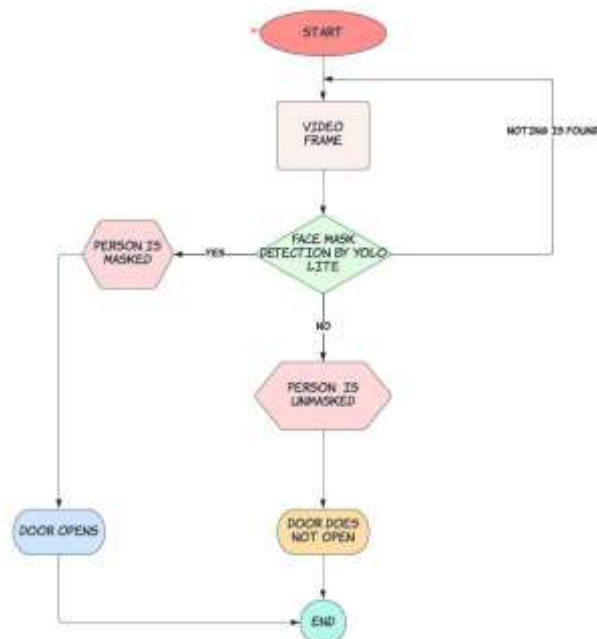 START
VIDEO
FRAME
NOTING IS FOUND
FACE MASK
DETECTION BY YOLO
LITE
YES
PERSON IS
MASKED
NO
PERSON IS
UNMASKED
DOOR OPENS
DOOR DOES
NOT OPEN
END